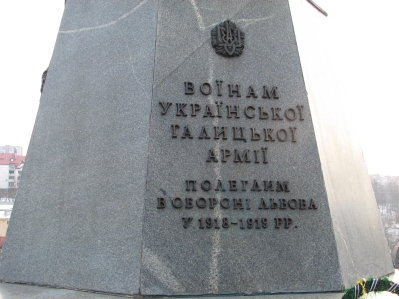 ВОЇНАМ
УКРАЇНСЬКОЇ
ГАЛИЦЬКОЇ
АРМІЇ
ПОЛЕГЛИМ
В ОБОРОНІ ЛЬВОВА
У 1918-1919 РР.